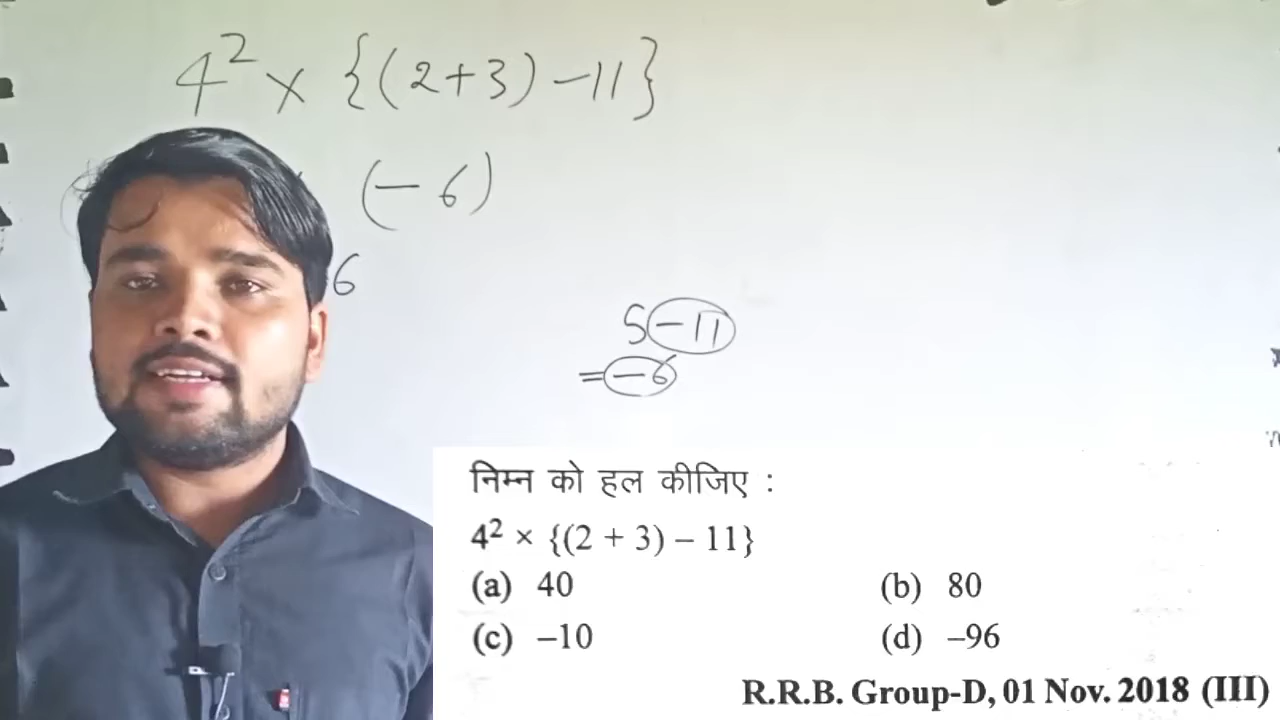 4² × {(2+3) –11}
(– 6)
6
5 –11
= –6
निम्न को हल कीजिए :
4² × {(2 + 3) – 11}
(a) 40 (b) 80
(c) –10 (d) –96
R.R.B. Group-D, 01 Nov. 2018 (III)